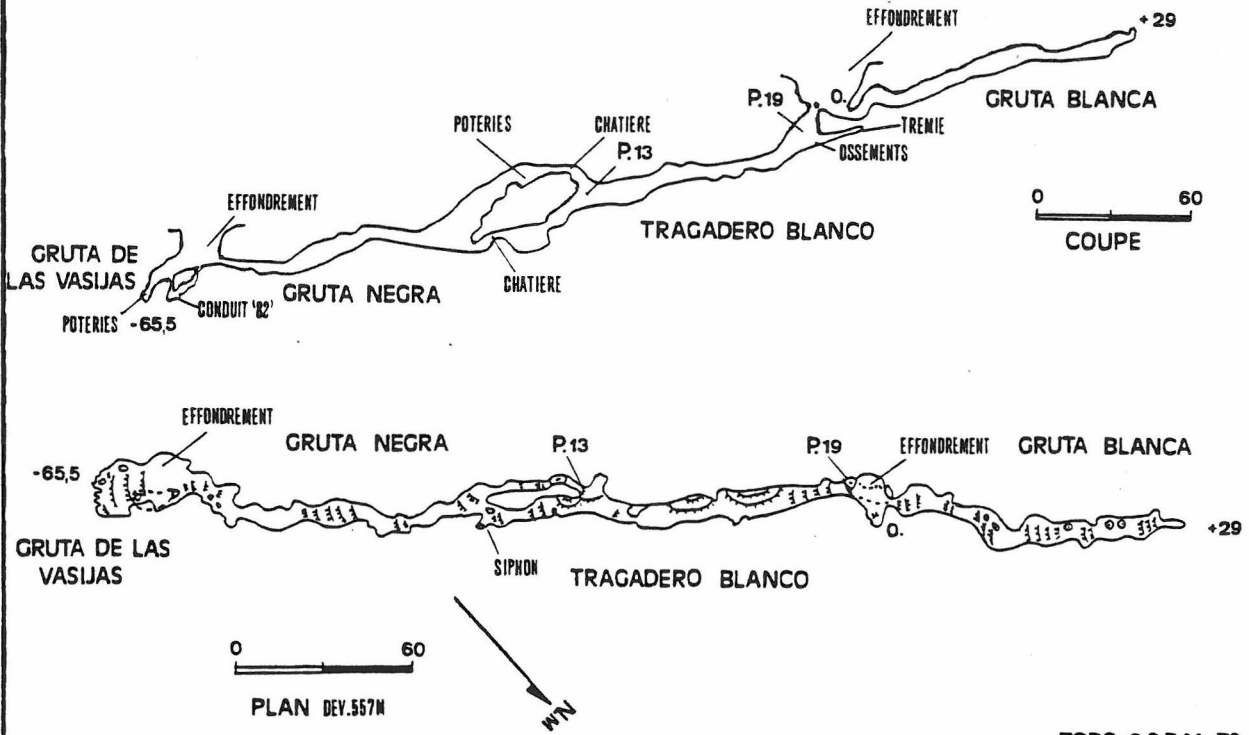 EFFONDREMENT
+29
P.19
O.
GRUTA BLANCA
POTERIES
CHATIERE
TREMIE
P.13
OSSEMENTS
EFFONDREMENT
0 60
TRAGADERO BLANCO
COUPE
GRUTA DE
LAS VASIJAS
CHATIERE
GRUTA NEGRA
CONDUIT '82'
POTERIES -65,5
EFFONDREMENT
GRUTA NEGRA
P.13
P.19
EFFONDREMENT
GRUTA BLANCA
-65,5
O.
+29
GRUTA DE LAS
VASIJAS
SIPHON
TRAGADERO BLANCO
0 60
PLAN DEV.557M
N.M